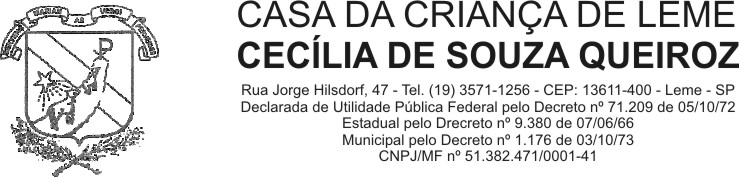 CASA DA CRIANÇA DE LEME
CECÍLIA DE SOUZA QUEIROZ
Rua Jorge Hilsdorf, 47 - Tel. (19) 3571-1256 - CEP: 13611-400 - Leme - SP
Declarada de Utilidade Pública Federal pelo Decreto nº 71.209 de 05/10/72
Estadual pelo Drecreto nº 9.380 de 07/06/66
Municipal pelo Decreto nº 1.176 de 03/10/73
CNPJ/MF nº 51.382.471/0001-41